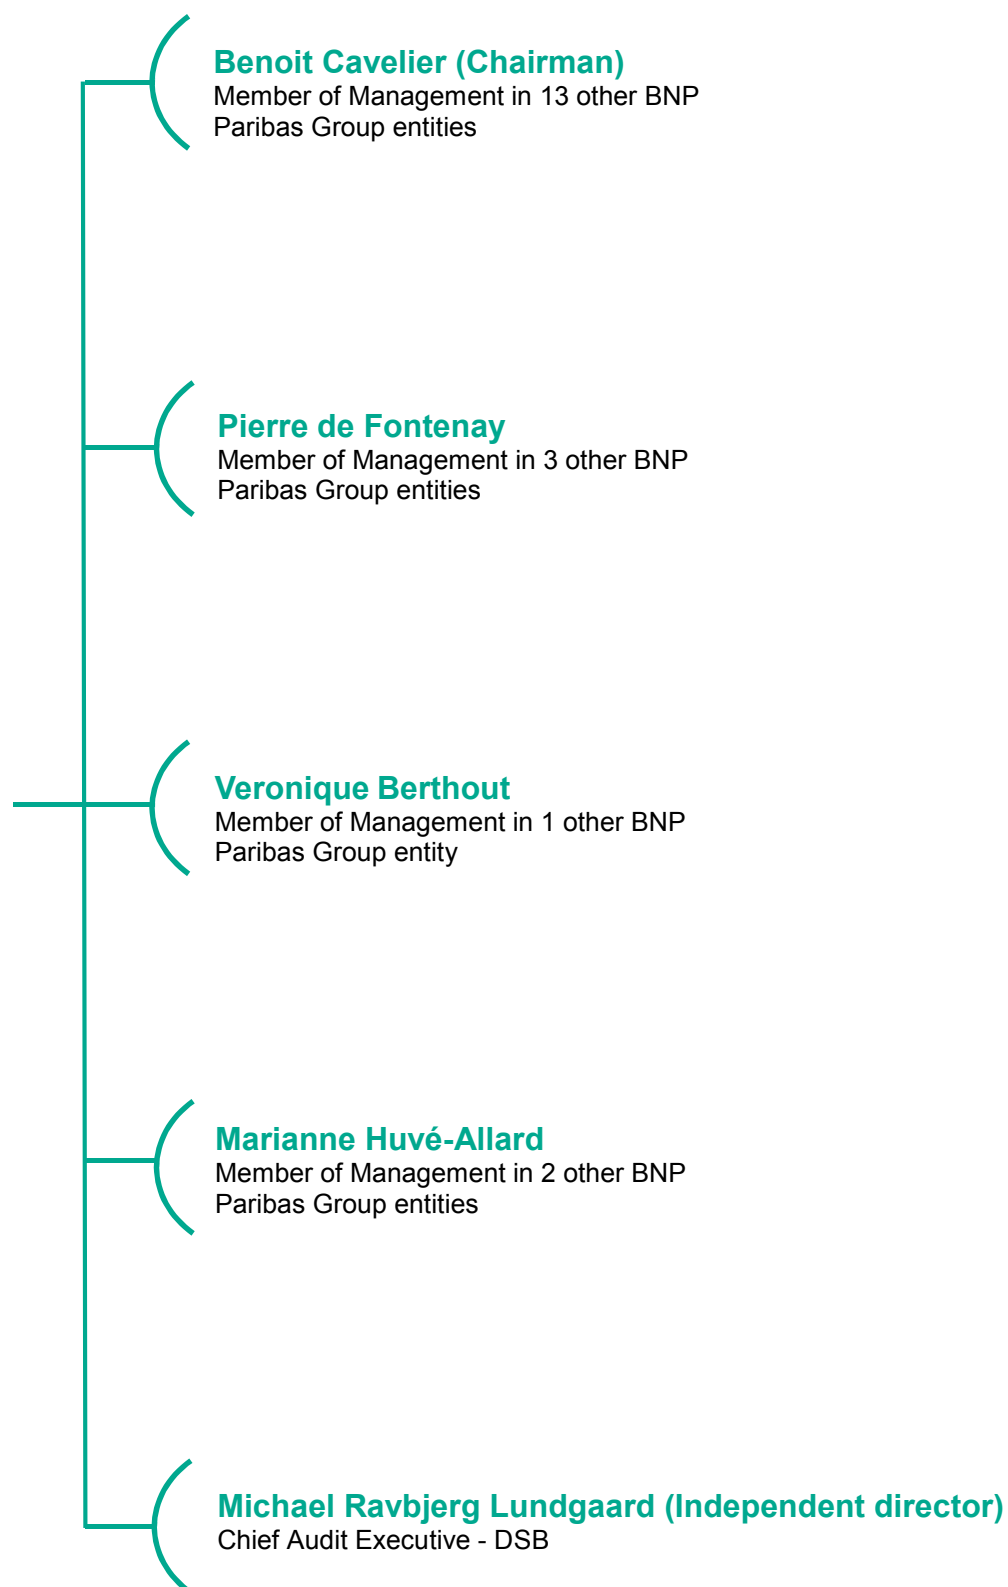 Benoit Cavelier (Chairman)
Member of Management in 13 other BNP
Paribas Group entities
Pierre de Fontenay
Member of Management in 3 other BNP
Paribas Group entities
Veronique Berthout
Member of Management in 1 other BNP
Paribas Group entity
Marianne Huvé-Allard
Member of Management in 2 other BNP
Paribas Group entities
Michael Ravbjerg Lundgaard (Independent director)
Chief Audit Executive - DSB